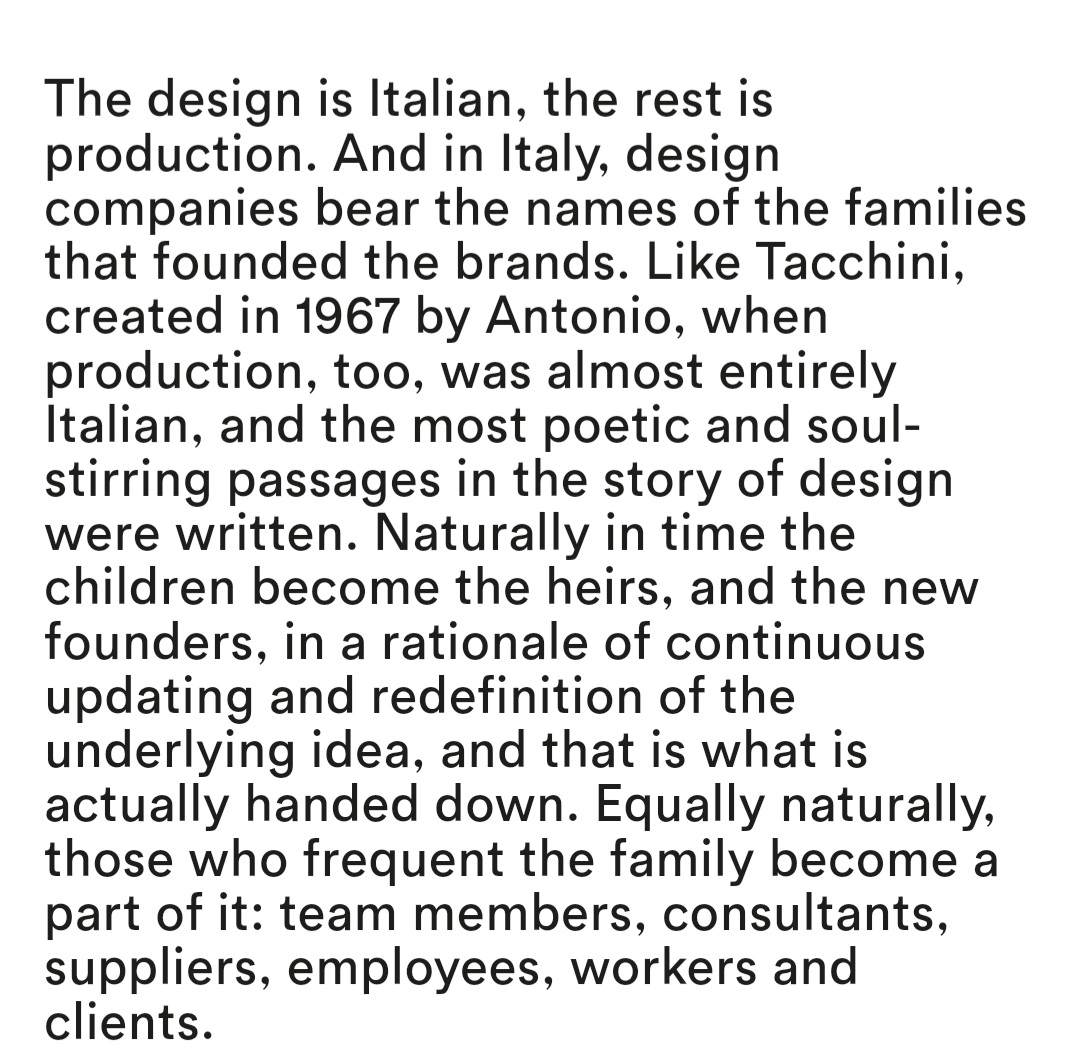 The design is Italian, the rest is
production. And in Italy, design
companies bear the names of the families
that founded the brands. Like Tacchini,
created in 1967 by Antonio, when
production, too, was almost entirely
Italian, and the most poetic and soul-
stirring passages in the story of design
were written. Naturally in time the
children become the heirs, and the new
founders, in a rationale of continuous
updating and redefinition of the
underlying idea, and that is what is
actually handed down. Equally naturally,
those who frequent the family become a
part of it: team members, consultants,
suppliers, employees, workers and
clients.